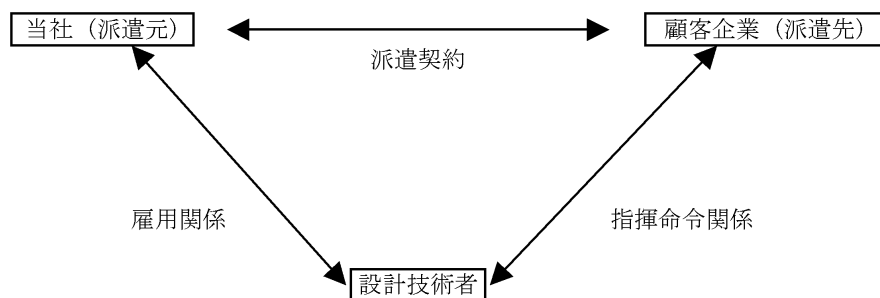 当社（派遣元）
顧客企業（派遣先）
派遣契約
雇用関係
指揮命令関係
設計技術者